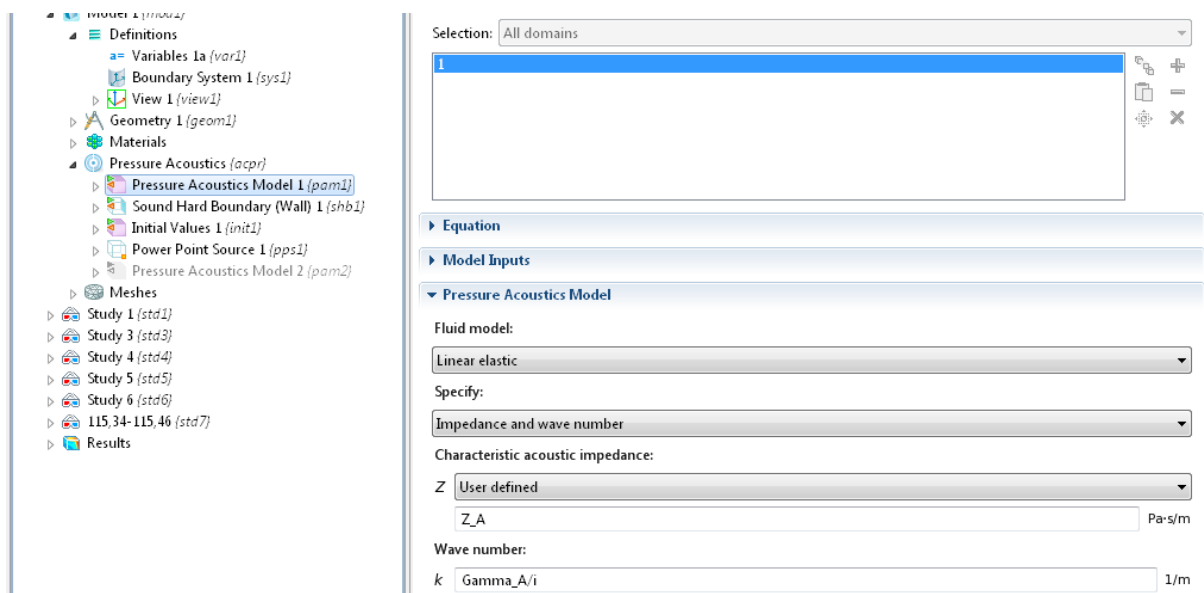 Model 1 {mod1}
Definitions
a= Variables 1a {var1}
Boundary System 1 {sys1}
View 1 {view1}
Geometry 1 {geom1}
Materials
Pressure Acoustics {acpr}
Pressure Acoustics Model 1 {pam1}
Sound Hard Boundary (Wall) 1 {shb1}
Initial Values 1 {init1}
Power Point Source 1 {pps1}
Pressure Acoustics Model 2 {pam2}
Meshes
Study 1 {std1}
Study 3 {std3}
Study 4 {std4}
Study 5 {std5}
Study 6 {std6}
115,34-115,46 {std7}
Results
Selection: All domains
1
Equation
Model Inputs
Pressure Acoustics Model
Fluid model:
Linear elastic
Specify:
Impedance and wave number
Characteristic acoustic impedance:
Z User defined
Z_A Pa·s/m
Wave number:
k Gamma_A/i 1/m